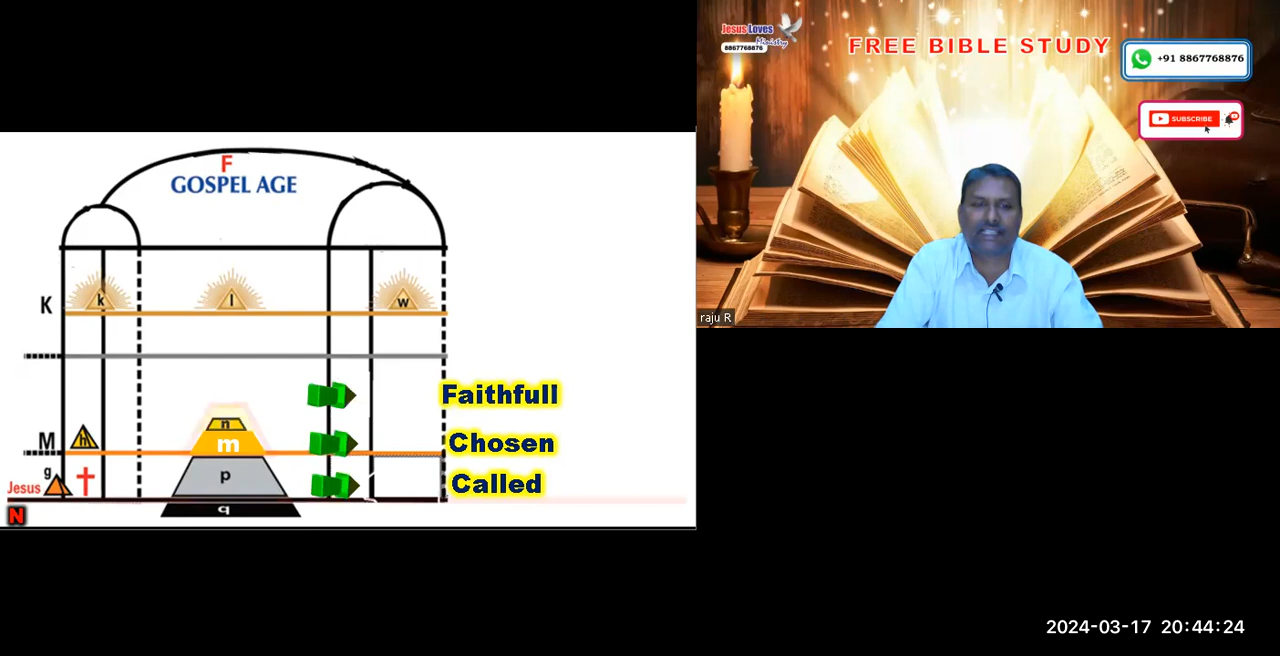 F
GOSPEL AGE
K
k
l
w
M
h
n
m
g
p
Jesus
q
N
Faithfull
Chosen
Called
Jesus Loves
Ministry
8867768876
FREE BIBLE STUDY
+91 8867768876
SUBSCRIBE
raju R
2024-03-17 20:44:24